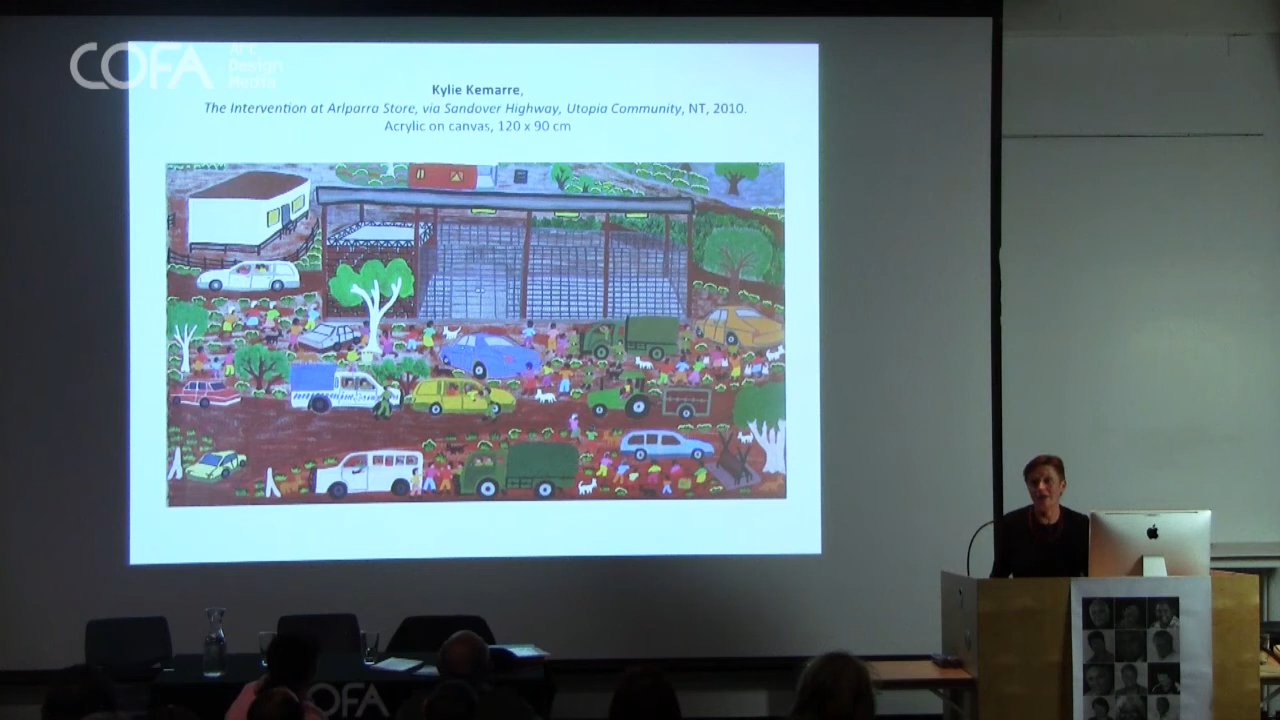 COFA
Art
Design
Media
Kylie Kemarre,
The Intervention at Arlparra Store, via Sandover Highway, Utopia Community, NT, 2010.
Acrylic on canvas, 120 x 90 cm
COFA